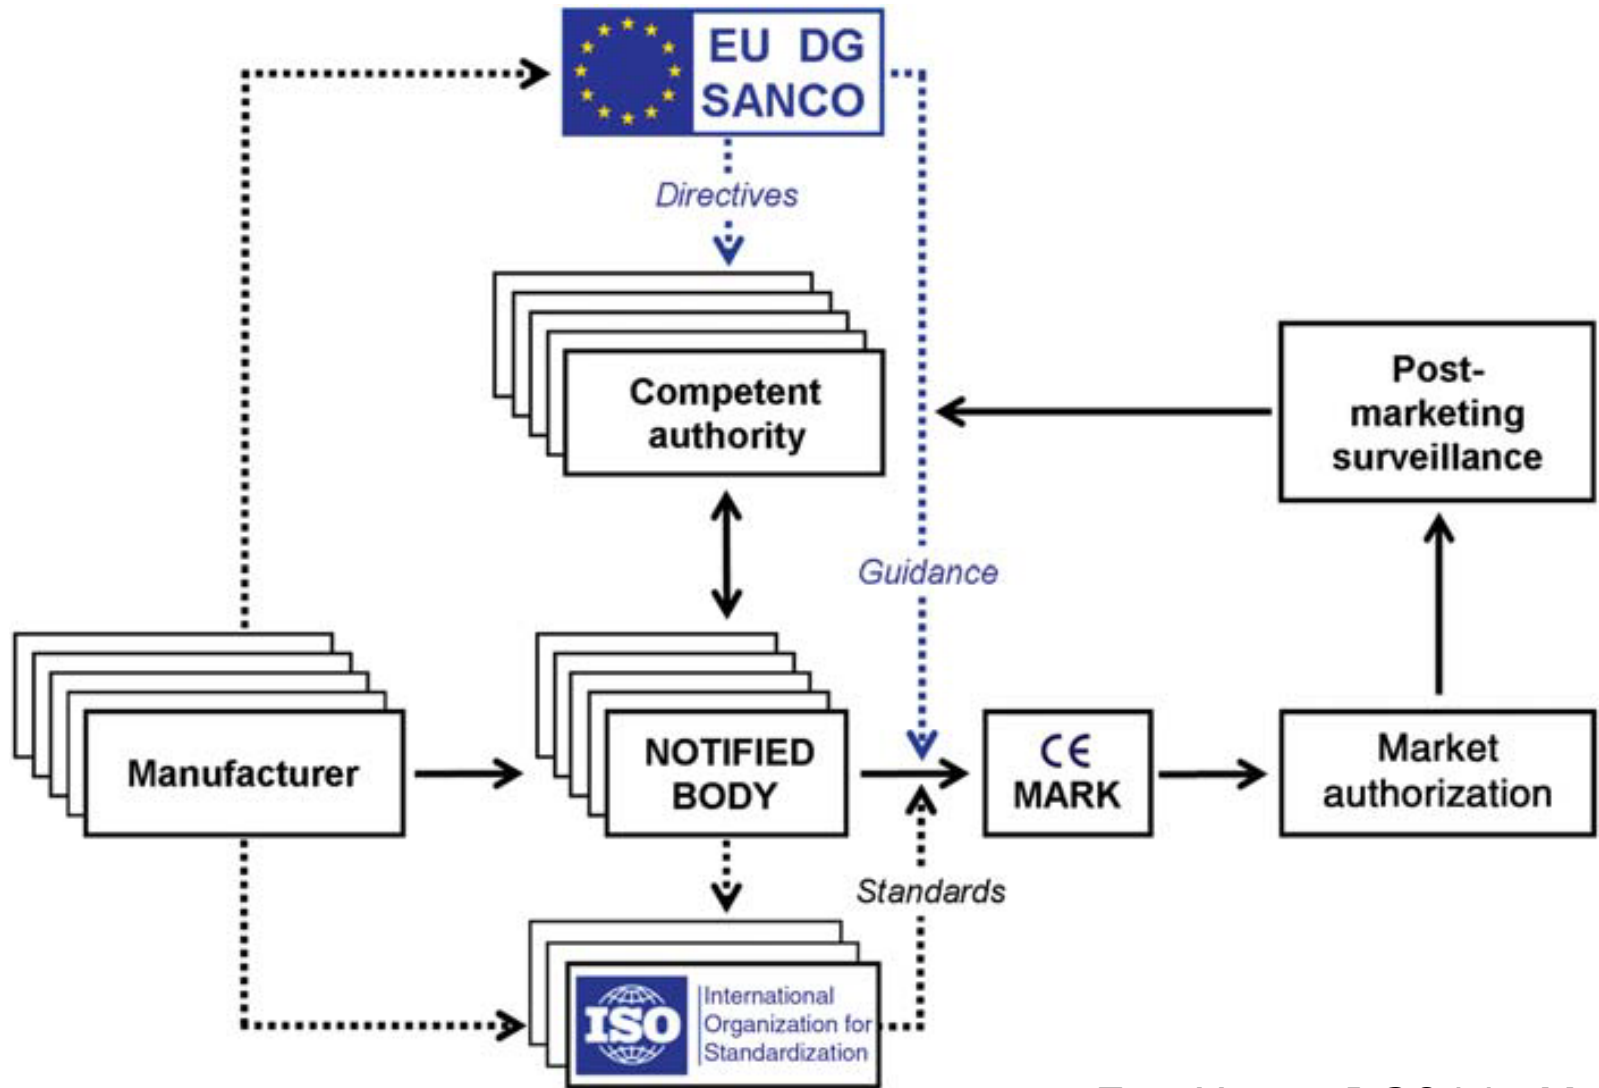 EU DG
SANCO
Directives
Competent
authority
Post-
marketing
surveillance
Guidance
Manufacturer
NOTIFIED
BODY
CE
MARK
Market
authorization
Standards
ISO
International
Organization for
Standardization